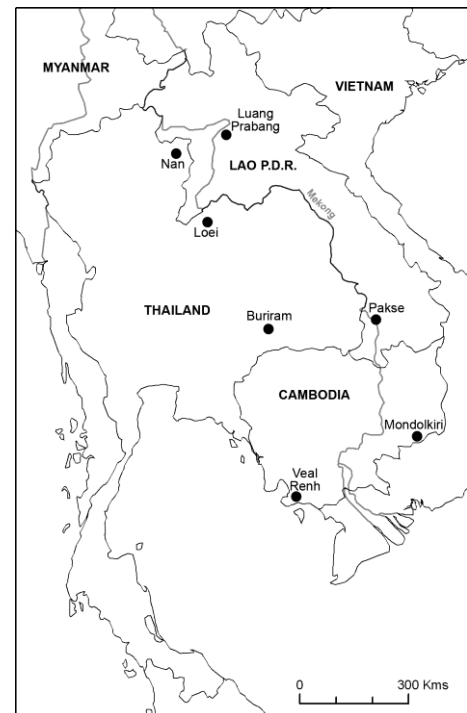 MYANMAR
VIETNAM
Luang
Prabang
Nan
LAO P.D.R.
Mekong
Loei
THAILAND
Buriram
Pakse
CAMBODIA
Mondolkiri
Veal
Renh
0 300 Kms